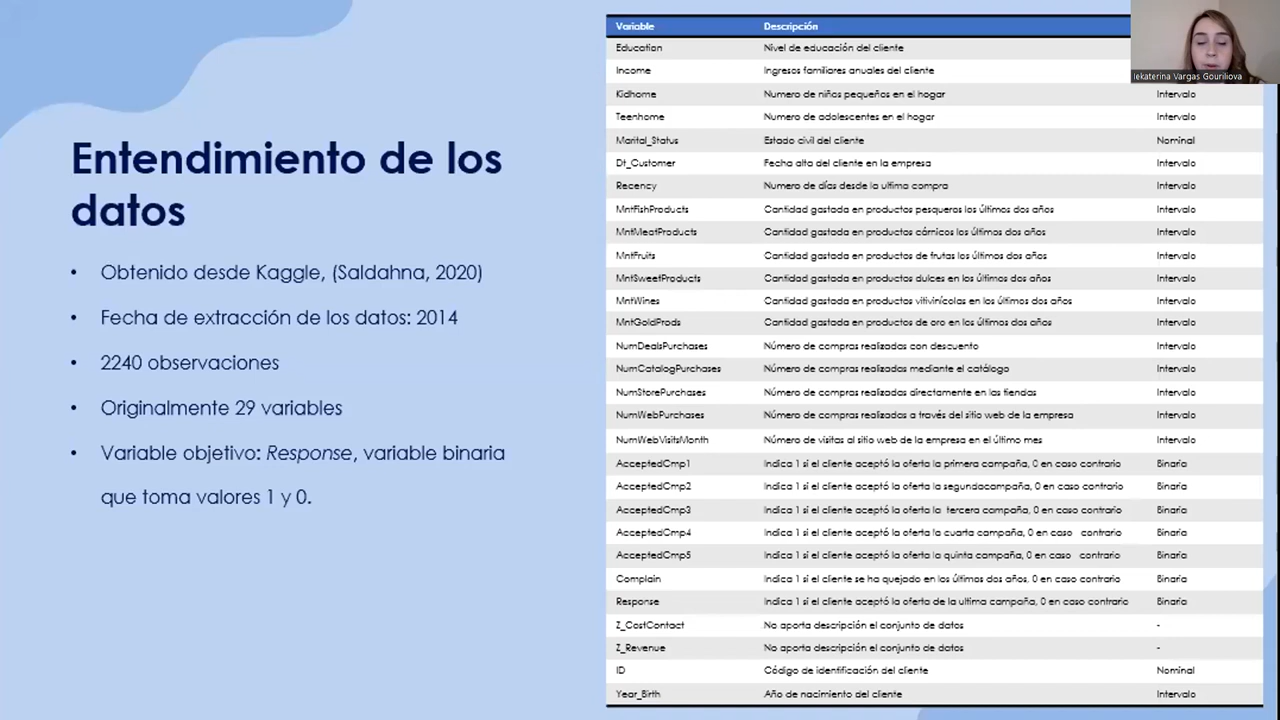 Entendimiento de los
datos
• Obtenido desde Kaggle, (Saldahna, 2020)
• Fecha de extracción de los datos: 2014
• 2240 observaciones
• Originalmente 29 variables
• Variable objetivo: Response, variable binaria
que toma valores 1 y 0.
Variable Descripción
Education Nivel de educación del cliente
Income Ingresos familiares anuales del cliente
Kidhome Numero de niños pequeños en el hogar Intervalo
Teenhome Numero de adolescentes en el hogar Intervalo
Marital_Status Estado civil del cliente Nominal
Dt_Customer Fecha alta del cliente en la empresa Intervalo
Recency Numero de días desde la ultima compra Intervalo
MntFishProducts Cantidad gastada en productos pesqueros los últimos dos años Intervalo
MntMeatProducts Cantidad gastada en productos cárnicos los últimos dos años Intervalo
MntFruits Cantidad gastada en productos de frutas los últimos dos años Intervalo
MntSweetProducts Cantidad gastada en productos dulces en los últimos dos años Intervalo
MntWines Cantidad gastada en productos vitivinícolas en los últimos dos años Intervalo
MntGoldProds Cantidad gastada en productos de oro en los últimos dos años Intervalo
NumDealsPurchases Número de compras realizadas con descuento Intervalo
NumCatalogPurchases Número de compras realizadas mediante el catálogo Intervalo
NumStorePurchases Número de compras realizadas directamente en las tiendas Intervalo
NumWebPurchases Número de compras realizadas a través del sitio web de la empresa Intervalo
NumWebVisitsMonth Número de visitas al sitio web de la empresa en el último mes Intervalo
AcceptedCmp1 Indica 1 si el cliente aceptó la oferta la primera campaña, 0 en caso contrario Binaria
AcceptedCmp2 Indica 1 si el cliente aceptó la oferta la segundacampaña, 0 en caso contrario Binaria
AcceptedCmp3 Indica 1 si el cliente aceptó la oferta la tercera campaña, 0 en caso contrario Binaria
AcceptedCmp4 Indica 1 si el cliente aceptó la oferta la cuarta campaña, 0 en caso contrario Binaria
AcceptedCmp5 Indica 1 si el cliente aceptó la oferta la quinta campaña, 0 en caso contrario Binaria
Complain Indica 1 si el cliente se ha quejado en los últimos dos años, 0 en caso contrario Binaria
Response Indica 1 si el cliente aceptó la oferta de la ultima campaña, 0 en caso contrario Binaria
Z_CostContact No aporta descripción el conjunto de datos -
Z_Revenue No aporta descripción el conjunto de datos -
ID Código de identificación del cliente Nominal
Year_Birth Año de nacimiento del cliente Intervalo
Iekaterina Vargas Gouriliova